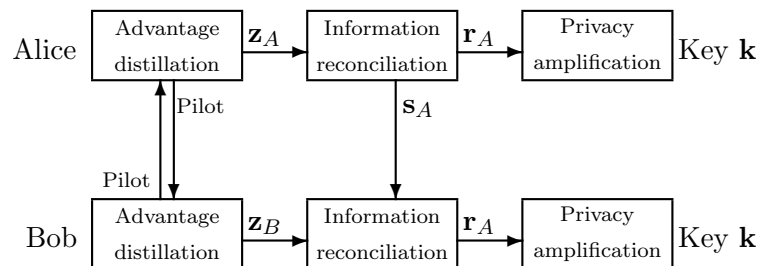 Alice
Advantage
distillation
𝐳_A
Information
reconciliation
𝐫_A
Privacy
amplification
Key 𝐤
Pilot
𝐬_A
Pilot
Bob
Advantage
distillation
𝐳_B
Information
reconciliation
𝐫_A
Privacy
amplification
Key 𝐤